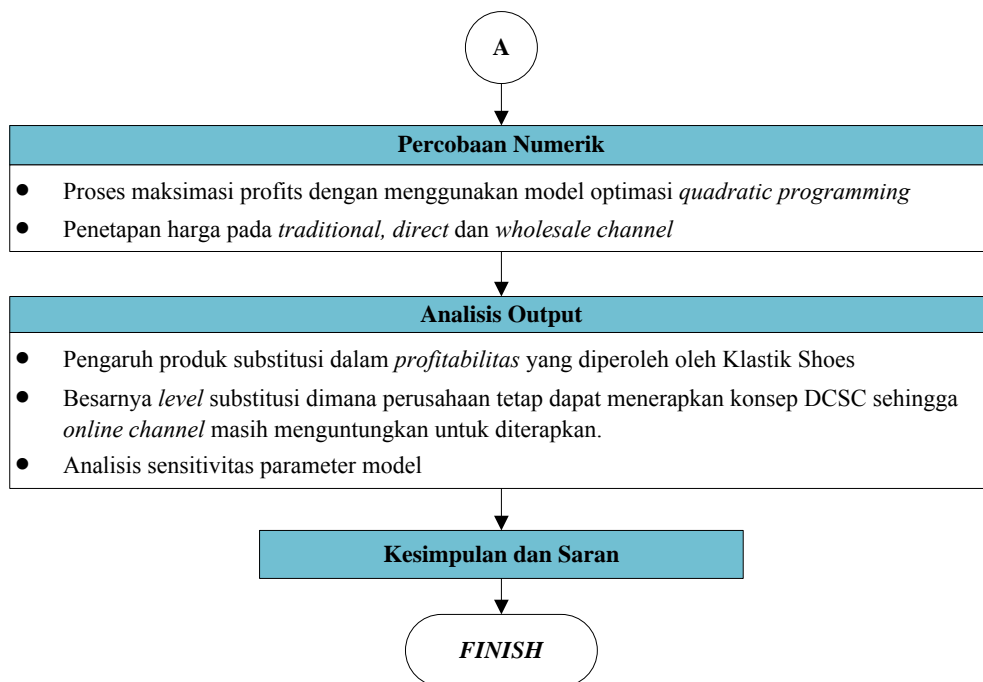 A
Percobaan Numerik
● Proses maksimasi profits dengan menggunakan model optimasi quadratic programming
● Penetapan harga pada traditional, direct dan wholesale channel
Analisis Output
● Pengaruh produk substitusi dalam profitabilitas yang diperoleh oleh Klastik Shoes
● Besarnya level substitusi dimana perusahaan tetap dapat menerapkan konsep DCSC sehingga
online channel masih menguntungkan untuk diterapkan.
● Analisis sensitivitas parameter model
Kesimpulan dan Saran
FINISH